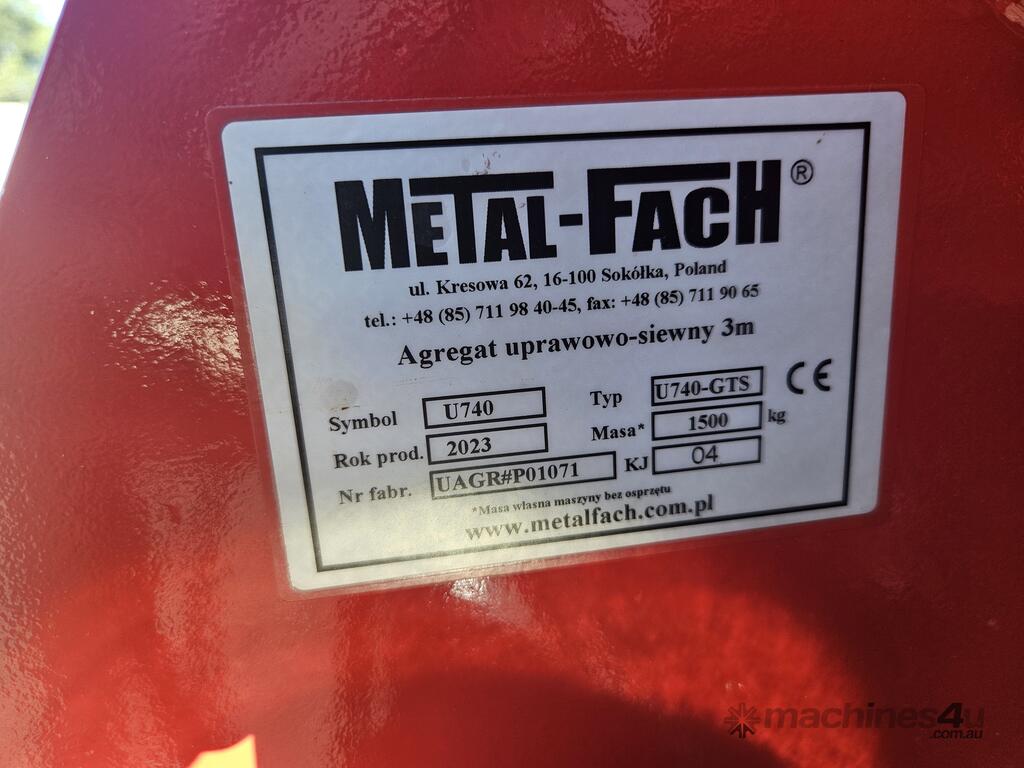 METAL-FACH®
ul. Kresowa 62, 16-100 Sokółka, Poland
tel.: +48 (85) 711 98 40-45, fax: +48 (85) 711 90 65
Agregat uprawowo-siewny 3m
Symbol U740 Typ U740-GTS CE
Rok prod. 2023 Masa* 1500 kg
Nr fabr. UAGR#P01071 KJ 04
*Masa własna maszyny bez osprzętu
www.metalfach.com.pl
machines4u
.com.au